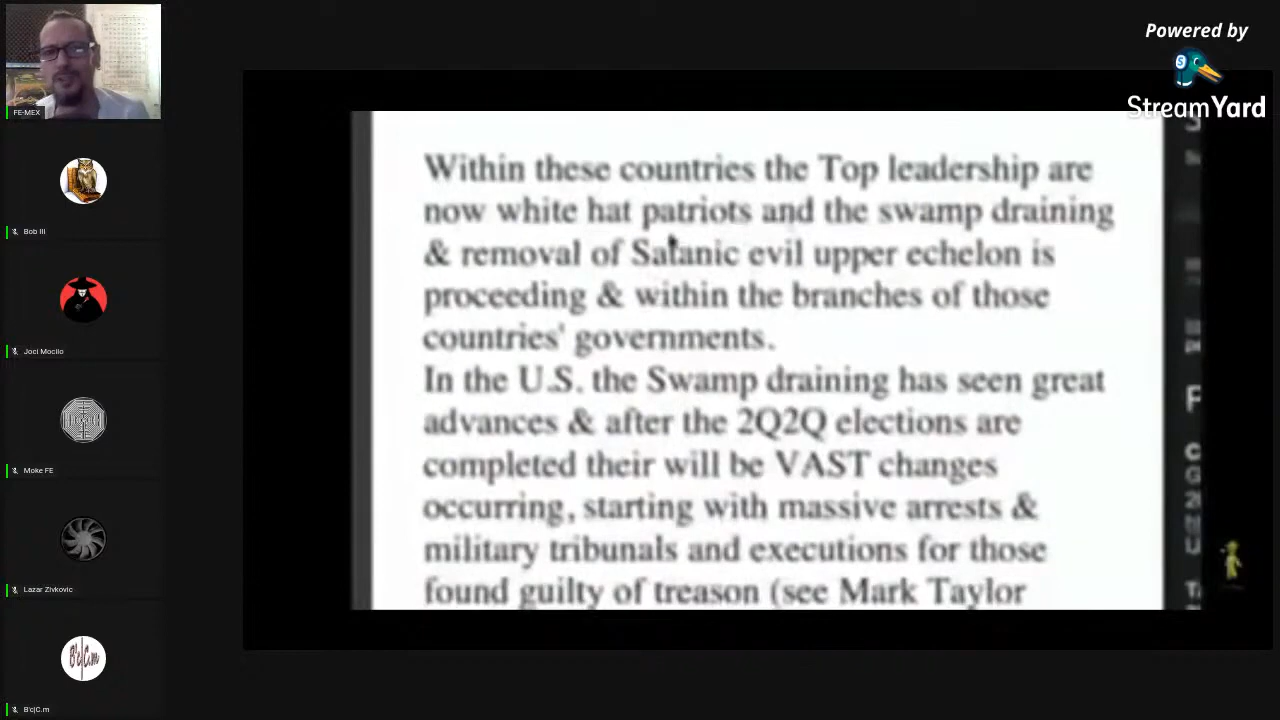 Powered by
StreamYard
FE-MEX
Bob III
Joci Mocilo
Moke FE
Lazar Zivkovic
B'c|C.m
Within these countries the Top leadership are
now white hat patriots and the swamp draining
& removal of Satanic evil upper echelon is
proceeding & within the branches of those
countries' governments.
In the U.S. the Swamp draining has seen great
advances & after the 2Q2Q elections are
completed their will be VAST changes
occurring, starting with massive arrests &
military tribunals and executions for those
found guilty of treason (see Mark Taylor